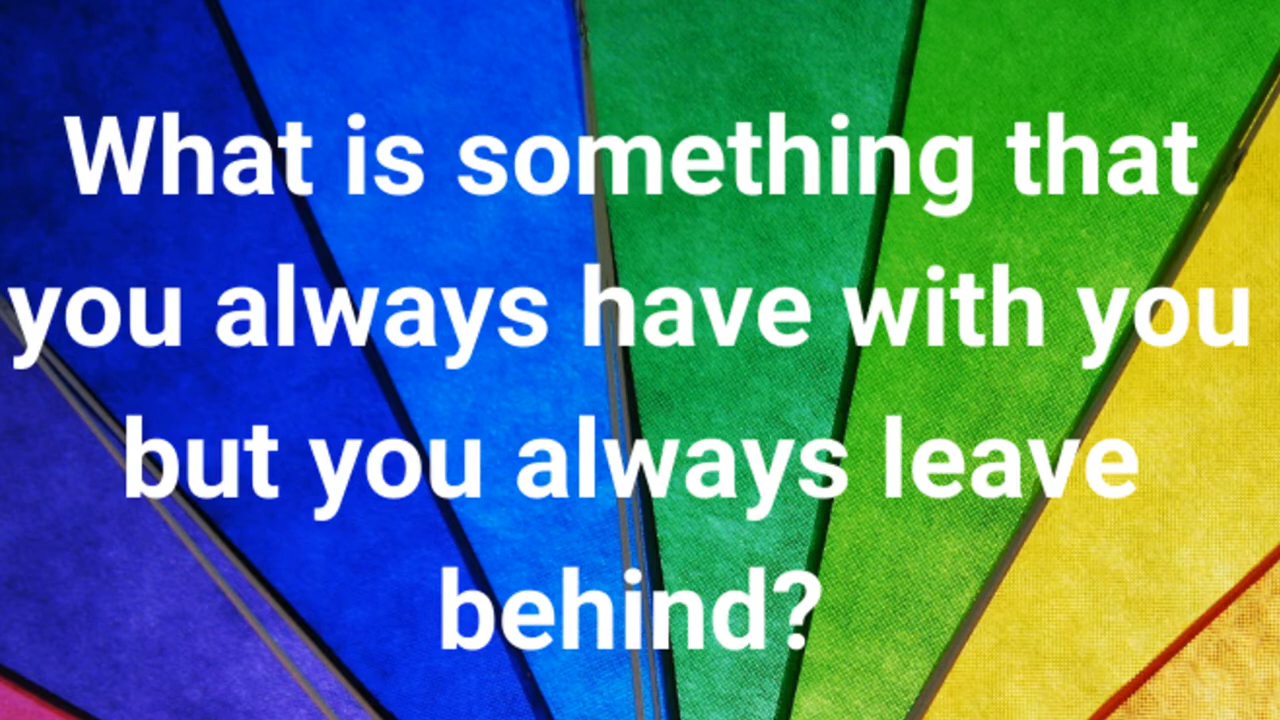 What is something that
you always have with you
but you always leave
behind?